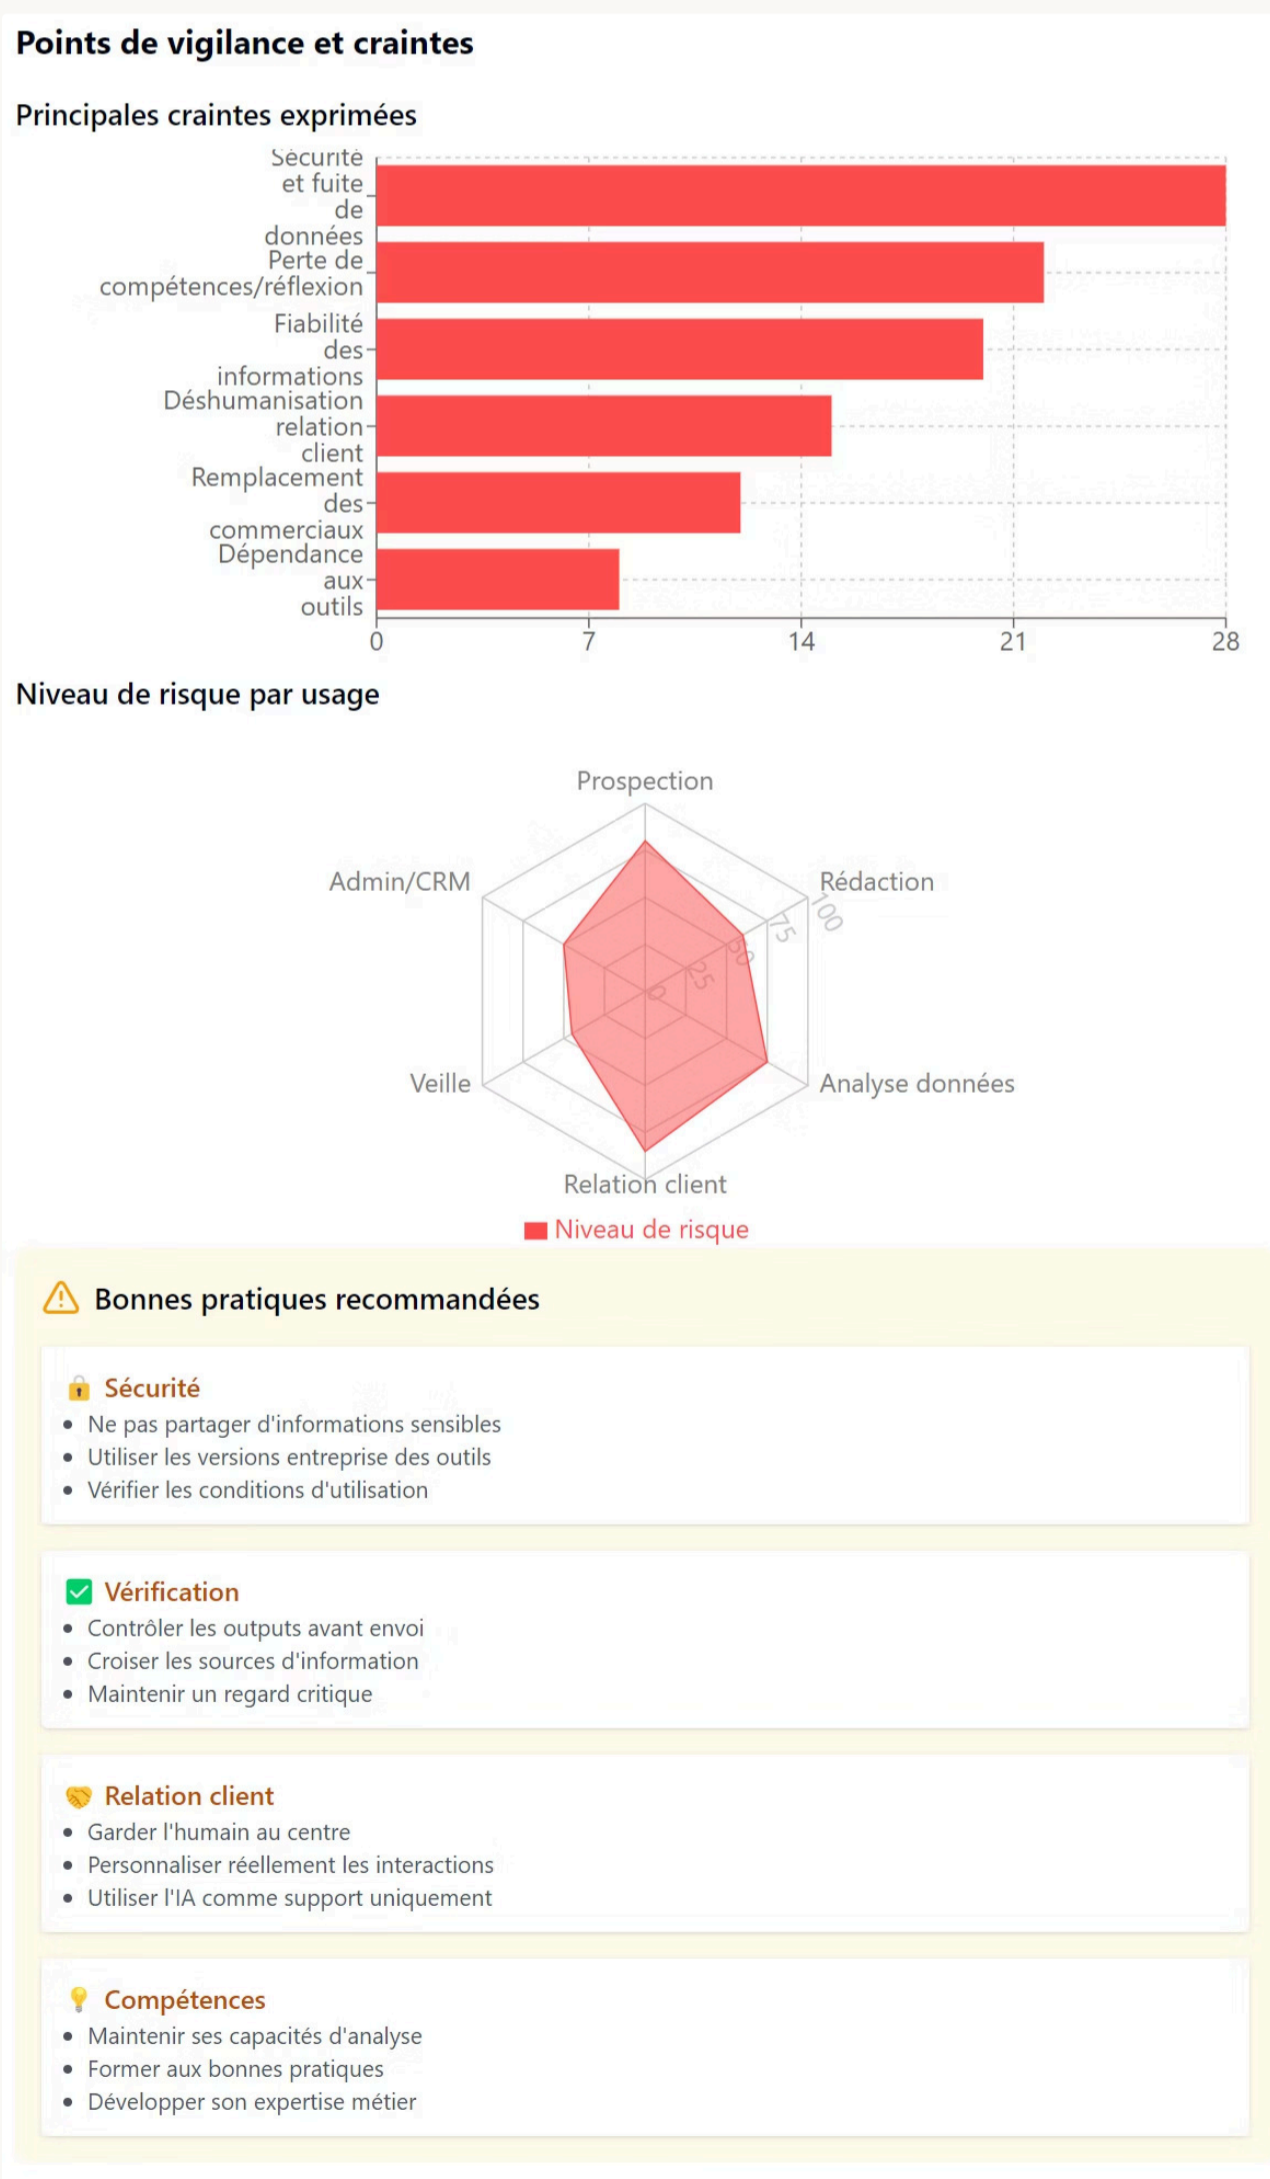 Points de vigilance et craintes
Principales craintes exprimées
Sécurité
et fuite
de
données
Perte de
compétences/réflexion
Fiabilité
des
informations
Déshumanisation
relation
client
Remplacement
des
commerciaux
Dépendance
aux
outils
0 7 14 21 28
Niveau de risque par usage
Prospection
Admin/CRM
Rédaction
100
75
50
25
0
Veille
Analyse données
Relation client
Niveau de risque
Bonnes pratiques recommandées
Sécurité
Ne pas partager d'informations sensibles
Utiliser les versions entreprise des outils
Vérifier les conditions d'utilisation
Vérification
Contrôler les outputs avant envoi
Croiser les sources d'information
Maintenir un regard critique
Relation client
Garder l'humain au centre
Personnaliser réellement les interactions
Utiliser l'IA comme support uniquement
Compétences
Maintenir ses capacités d'analyse
Former aux bonnes pratiques
Développer son expertise métier